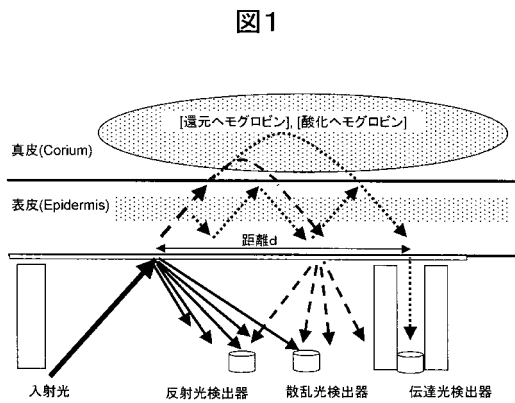 図1
[還元ヘモグロビン], [酸化ヘモグロビン]
真皮(Corium)
表皮(Epidermis)
距離d
入射光
反射光検出器
散乱光検出器
伝達光検出器